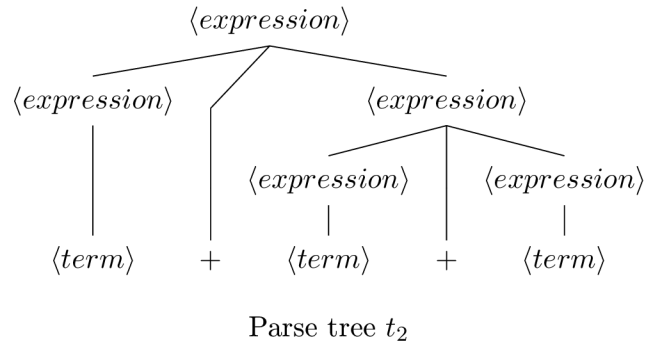 ⟨expression⟩
⟨expression⟩ ⟨expression⟩
⟨expression⟩ ⟨expression⟩
⟨term⟩ + ⟨term⟩ + ⟨term⟩
Parse tree t₂